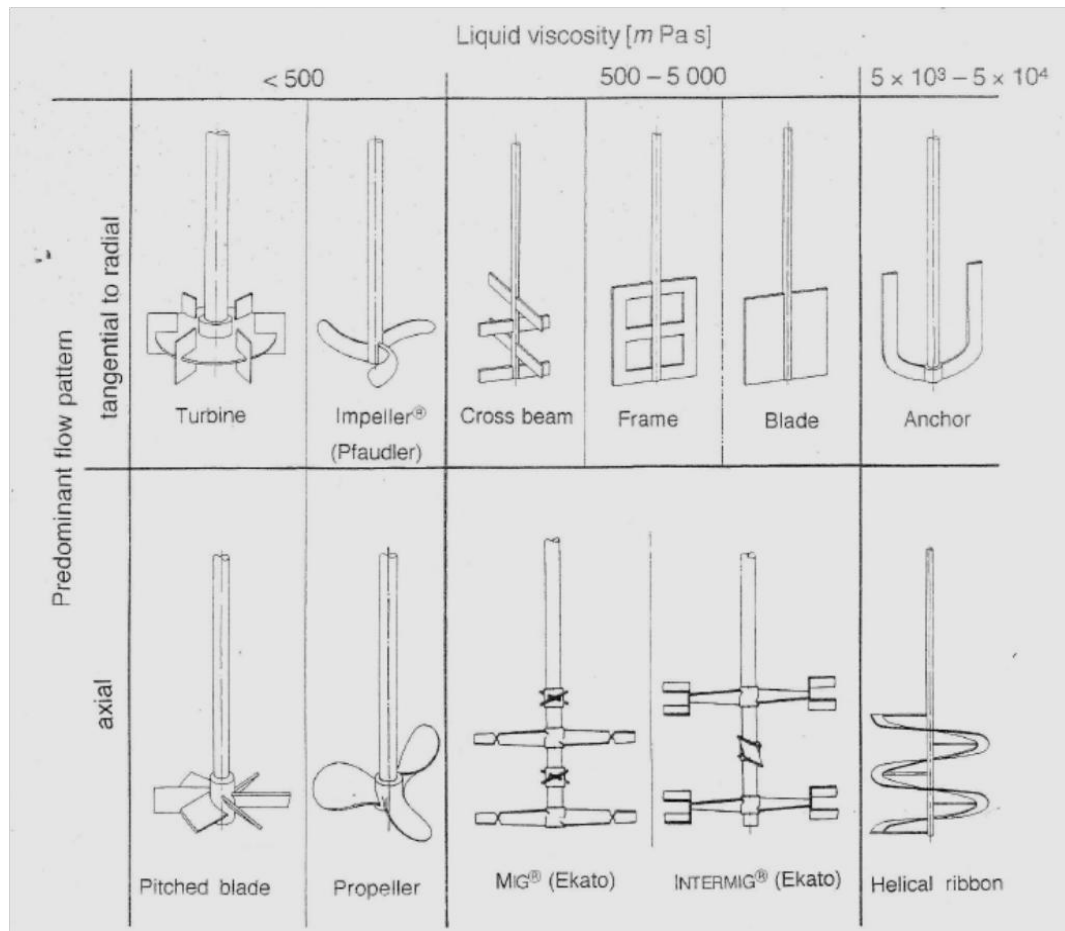 Liquid viscosity [m Pa s]
< 500
500 – 5 000
5 × 10³ – 5 × 10⁴
Predominant flow pattern
tangential to radial
Turbine
Impeller®
(Pfaudler)
Cross beam
Frame
Blade
Anchor
axial
Pitched blade
Propeller
MIG® (Ekato)
INTERMIG® (Ekato)
Helical ribbon